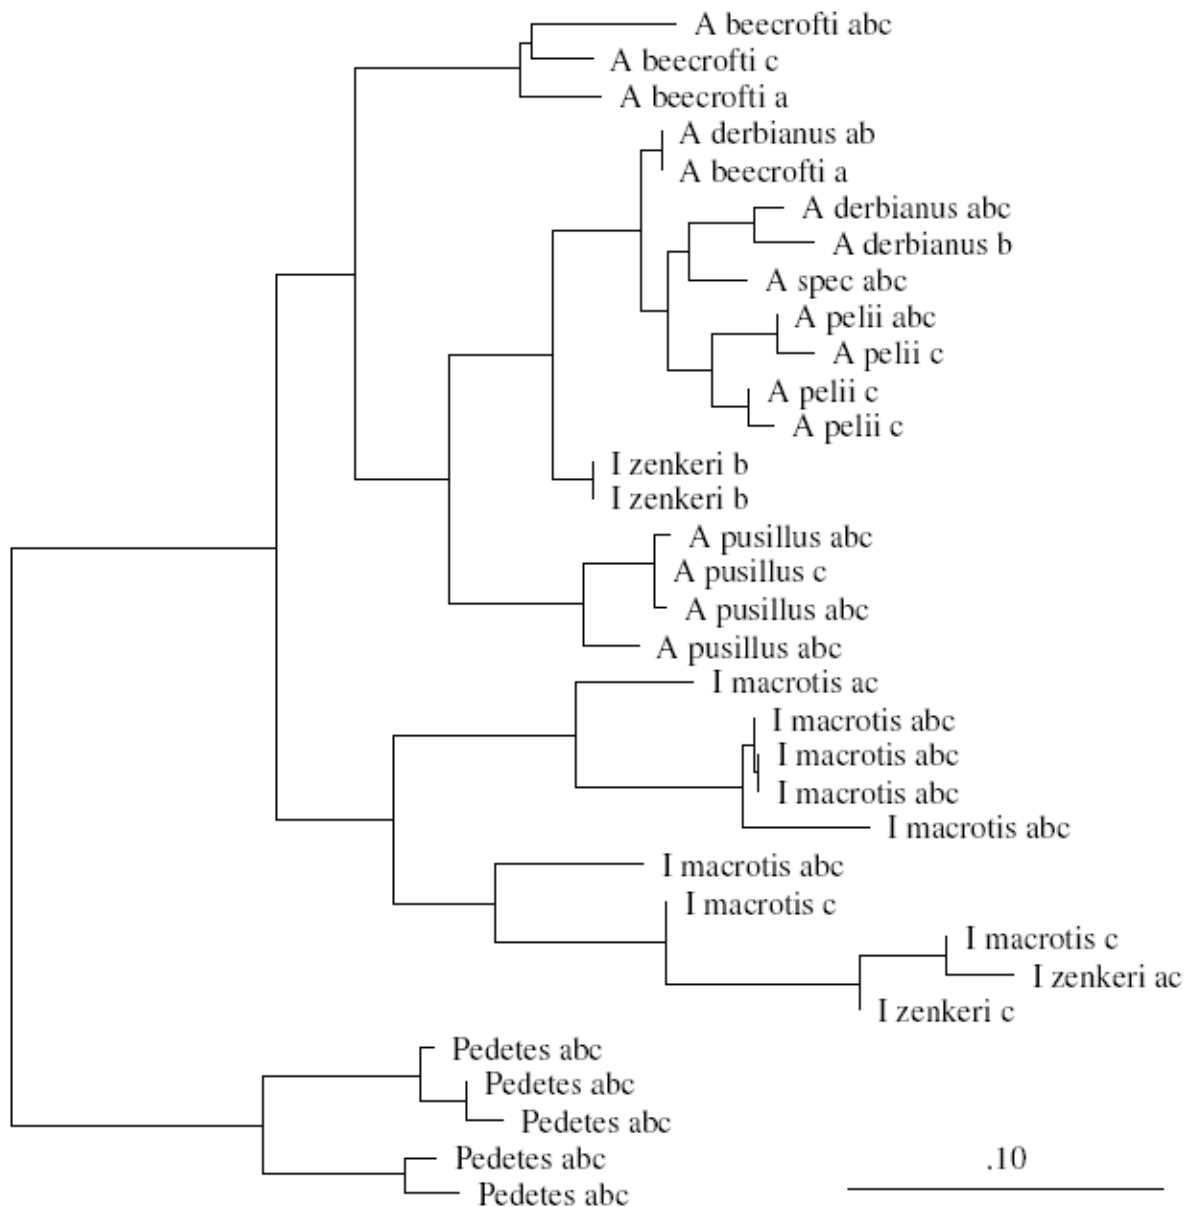 A beecrofti abc
A beecrofti c
A beecrofti a
A derbianus ab
A beecrofti a
A derbianus abc
A derbianus b
A spec abc
A pelii abc
A pelii c
A pelii c
A pelii c
I zenkeri b
I zenkeri b
A pusillus abc
A pusillus c
A pusillus abc
A pusillus abc
I macrotis ac
I macrotis abc
I macrotis abc
I macrotis abc
I macrotis abc
I macrotis abc
I macrotis c
I macrotis c
I zenkeri ac
I zenkeri c
Pedetes abc
Pedetes abc
Pedetes abc
Pedetes abc
Pedetes abc
.10